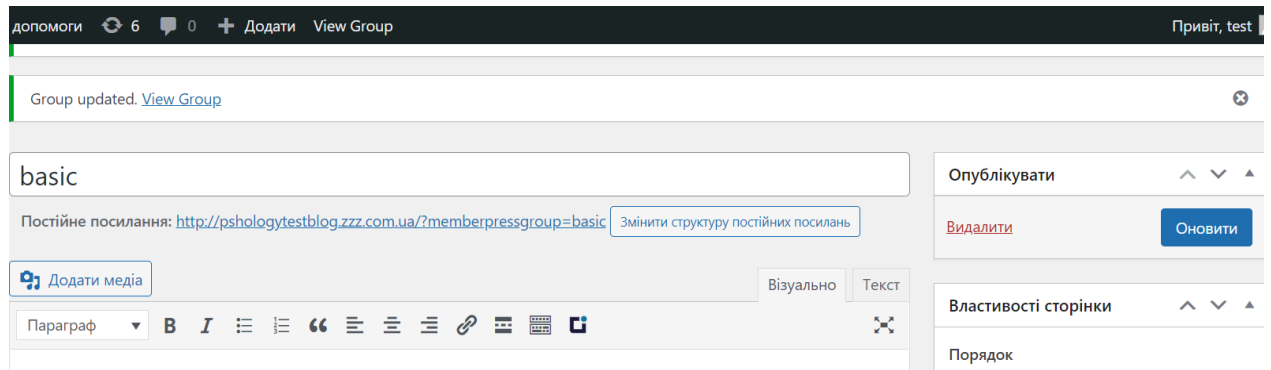 допомоги 6 0 Додати View Group Привіт, test
Group updated. View Group
basic
Опублікувати
Постійне посилання: http://pshologytestblog.zzz.com.ua/?memberpressgroup=basic Змінити структуру постійних посилань
Видалити Оновити
Додати медіа
Візуально Текст
Параграф B I
Властивості сторінки
Порядок